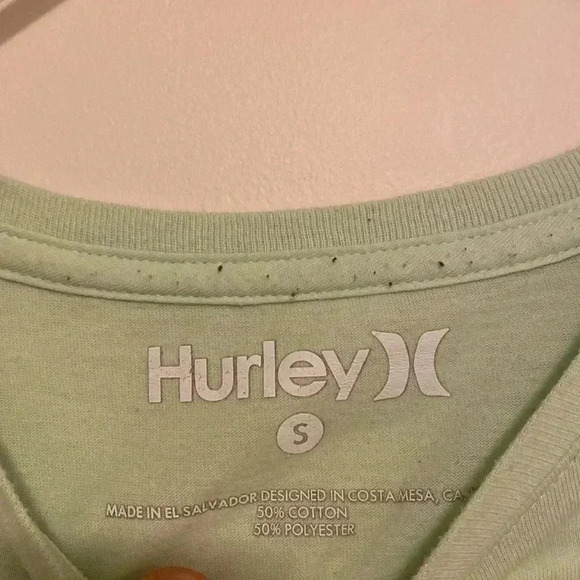 Hurley
S
MADE IN EL SALVADOR DESIGNED IN COSTA MESA, CA
50% COTTON
50% POLYESTER